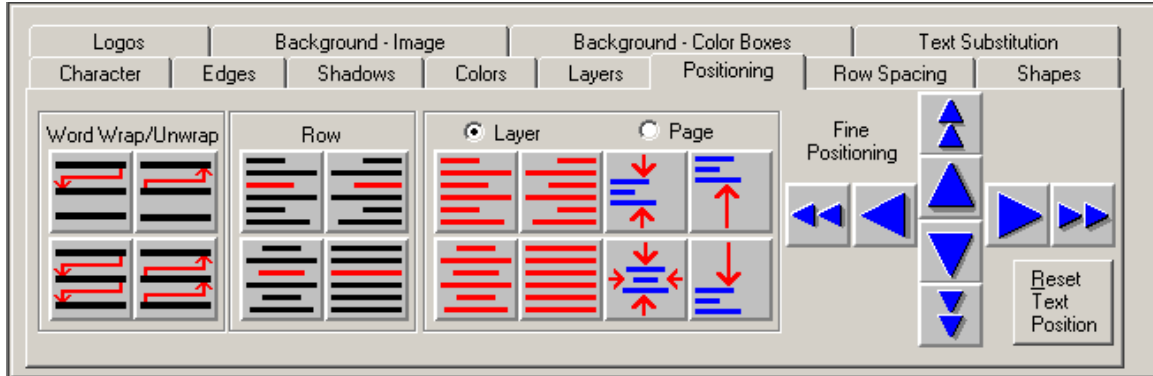 Logos Background - Image Background - Color Boxes Text Substitution
Character Edges Shadows Colors Layers Positioning Row Spacing Shapes
Word Wrap/Unwrap
Row
Layer Page
Fine
Positioning
Reset
Text
Position